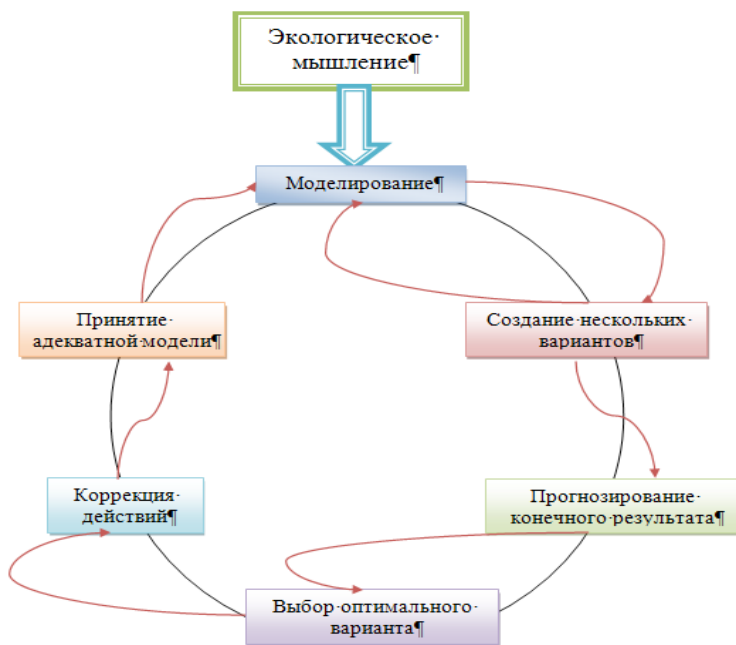 Экологическое·
мышление¶
Моделирование¶
Принятие·
адекватной·модели¶
Создание·нескольких·
вариантов¶
Коррекция·
действий¶
Прогнозирование·
конечного·результата¶
Выбор·оптимального·
варианта¶